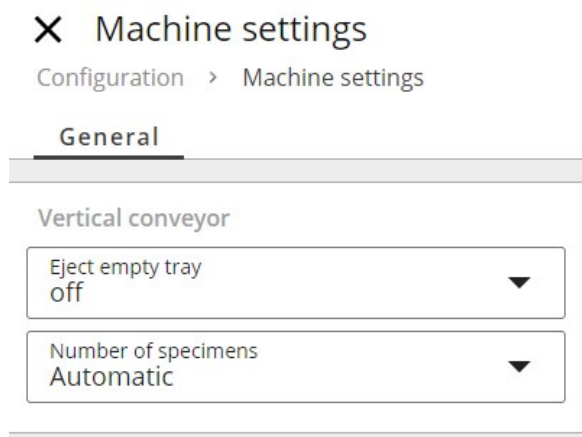 Machine settings
Configuration > Machine settings
General
Vertical conveyor
Eject empty tray
off
Number of specimens
Automatic